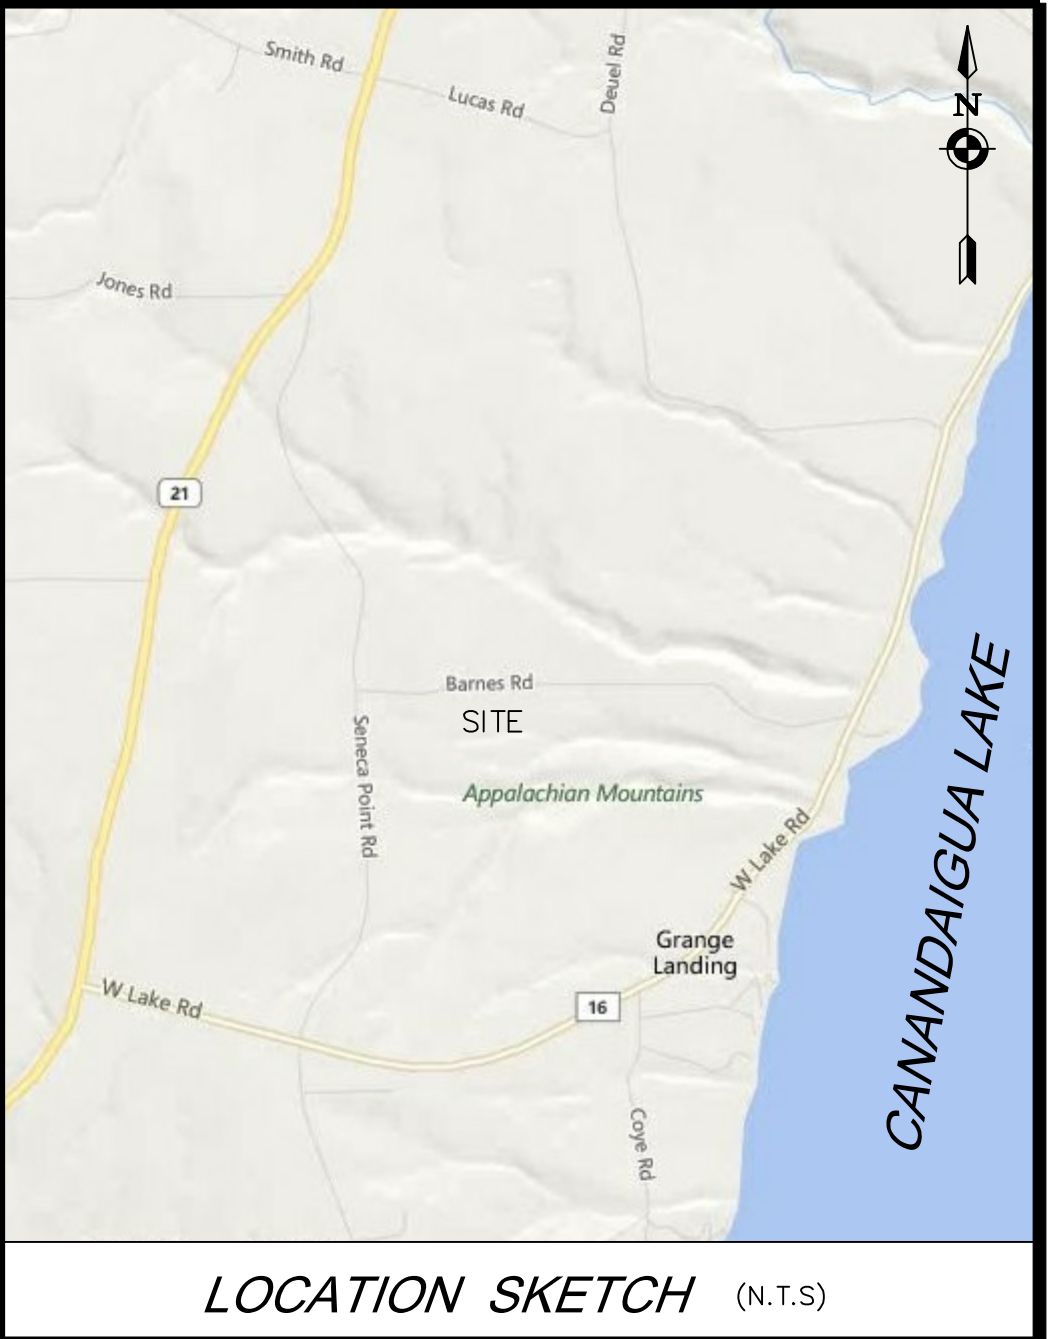 Smith Rd
Lucas Rd
Deuel Rd
N
Jones Rd
21
Barnes Rd
SITE
Seneca Point Rd
Appalachian Mountains
W Lake Rd
CANANDAIGUA LAKE
Grange
Landing
W Lake Rd
16
Coye Rd
LOCATION SKETCH (N.T.S)